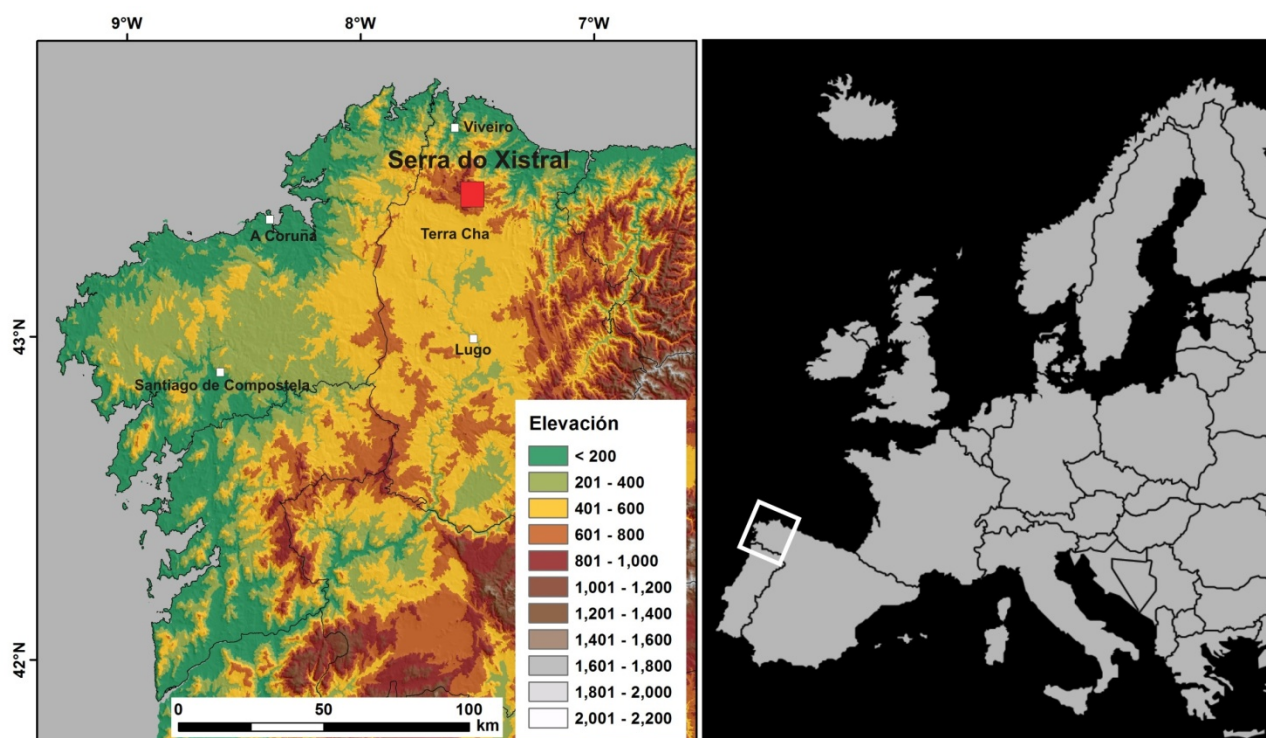 9°W
8°W
7°W
Viveiro
Serra do Xistral
A Coruña
Terra Cha
43°N
Lugo
Santiago de Compostela
Elevación
< 200
201 - 400
401 - 600
601 - 800
801 - 1,000
1,001 - 1,200
1,201 - 1,400
1,401 - 1,600
1,601 - 1,800
1,801 - 2,000
2,001 - 2,200
42°N
0
50
100
km